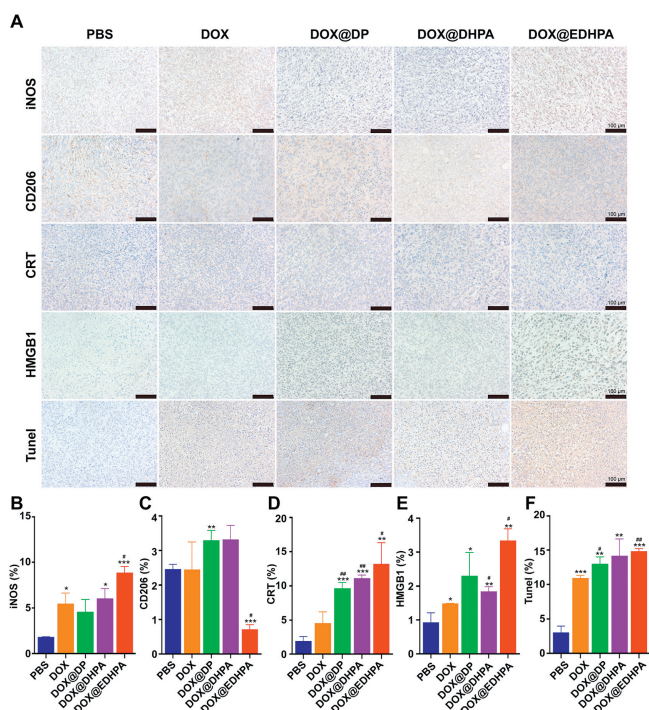 A
PBS DOX DOX@DP DOX@DHPA DOX@EDHPA
iNOS
100 μm
CD206
100 μm
CRT
100 μm
HMGB1
100 μm
Tunel
100 μm
B C D E F
iNOS (%)
15
10
5
0
* * # ***
PBS DOX DOX@DP DOX@DHPA DOX@EDHPA
CD206 (%)
6
4
2
0
** # ***
PBS DOX DOX@DP DOX@DHPA DOX@EDHPA
CRT (%)
20
15
10
5
0
## *** ## *** # **
PBS DOX DOX@DP DOX@DHPA DOX@EDHPA
HMGB1 (%)
4
3
2
1
0
* * # ** # **
PBS DOX DOX@DP DOX@DHPA DOX@EDHPA
Tunel (%)
25
20
15
10
5
0
*** # ** ** ## ***
PBS DOX DOX@DP DOX@DHPA DOX@EDHPA